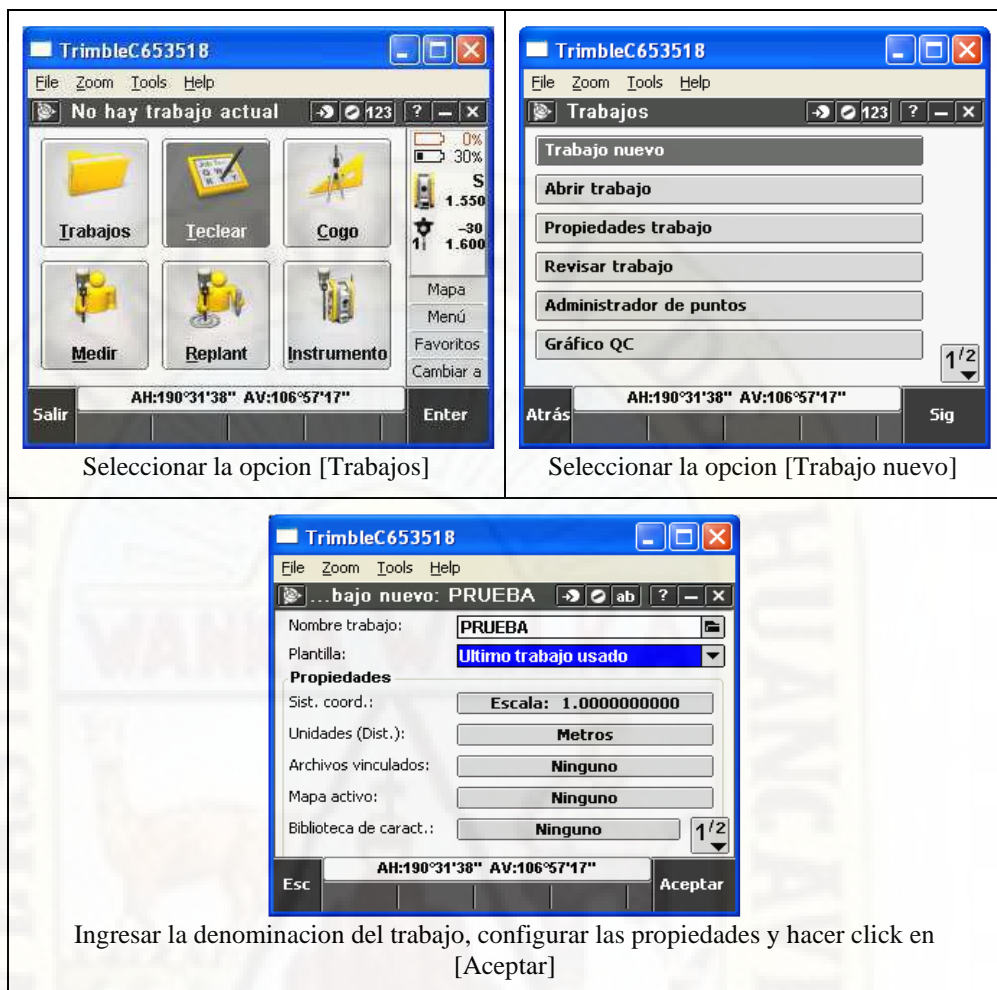 TrimbleC653518
File Zoom Tools Help
No hay trabajo actual 123 ? – x
0%
30%
S
1.550
-30
1 1.600
Trabajos Teclear Cogo
Medir Replant Instrumento
Mapa
Menú
Favoritos
Cambiar a
AH:190°31'38" AV:106°57'17"
Salir Enter
Seleccionar la opcion [Trabajos]
TrimbleC653518
File Zoom Tools Help
Trabajos 123 ? – x
Trabajo nuevo
Abrir trabajo
Propiedades trabajo
Revisar trabajo
Administrador de puntos
Gráfico QC
1/2
AH:190°31'38" AV:106°57'17"
Atrás Sig
Seleccionar la opcion [Trabajo nuevo]
TrimbleC653518
File Zoom Tools Help
...bajo nuevo: PRUEBA ab ? – x
Nombre trabajo: PRUEBA
Plantilla: Ultimo trabajo usado
Propiedades
Sist. coord.: Escala: 1.0000000000
Unidades (Dist.): Metros
Archivos vinculados: Ninguno
Mapa activo: Ninguno
Biblioteca de caract.: Ninguno 1/2
AH:190°31'38" AV:106°57'17"
Esc Aceptar
Ingresar la denominacion del trabajo, configurar las propiedades y hacer click en
[Aceptar]